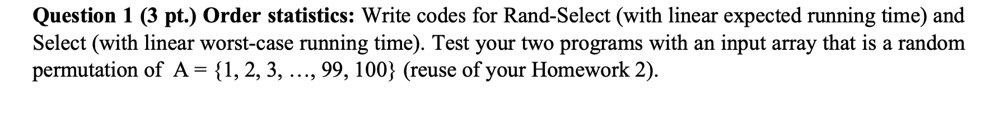 Question 1 (3 pt.) Order statistics: Write codes for Rand-Select (with linear expected running time) and
Select (with linear worst-case running time). Test your two programs with an input array that is a random
permutation of A = {1, 2, 3, …, 99, 100} (reuse of your Homework 2).